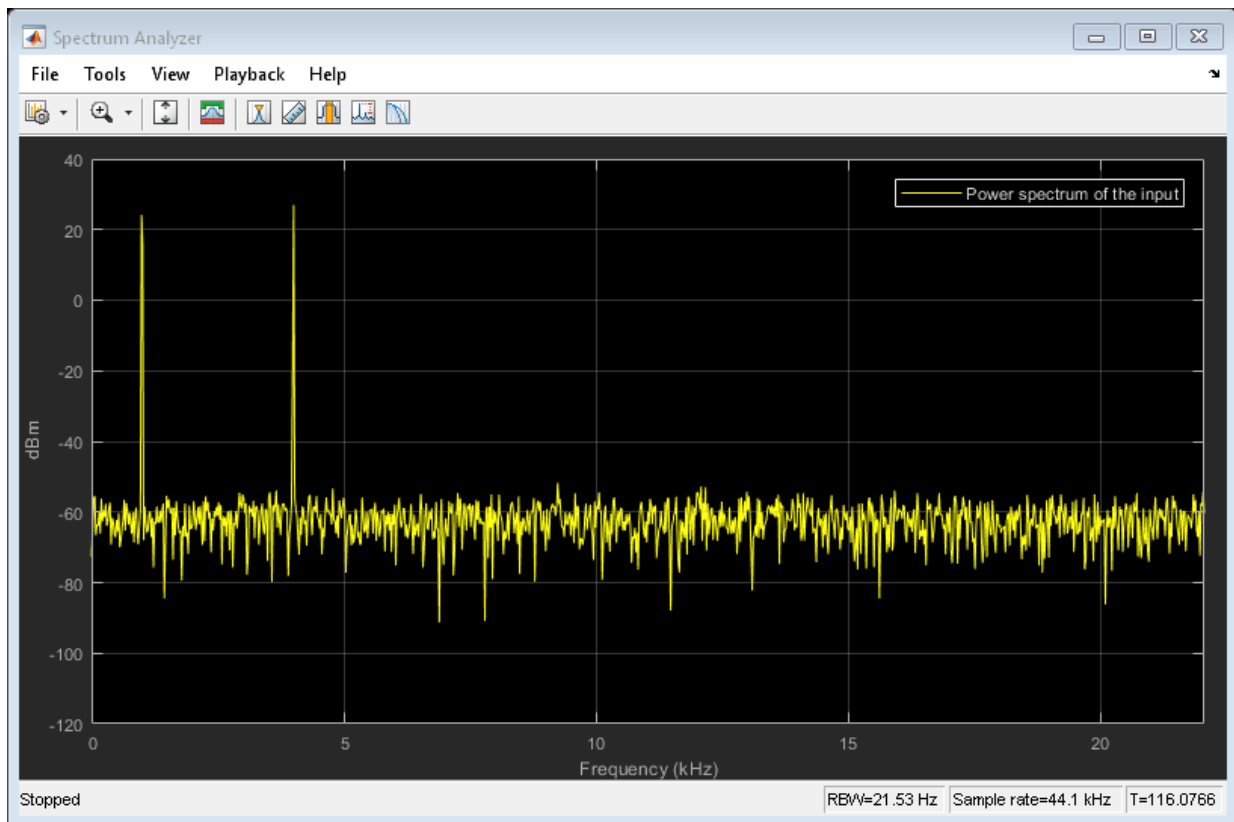 Spectrum Analyzer
File Tools View Playback Help
Power spectrum of the input
40
20
0
-20
-40
-60
-80
-100
-120
dBm
0 5 10 15 20
Frequency (kHz)
Stopped RBW=21.53 Hz Sample rate=44.1 kHz T=116.0766